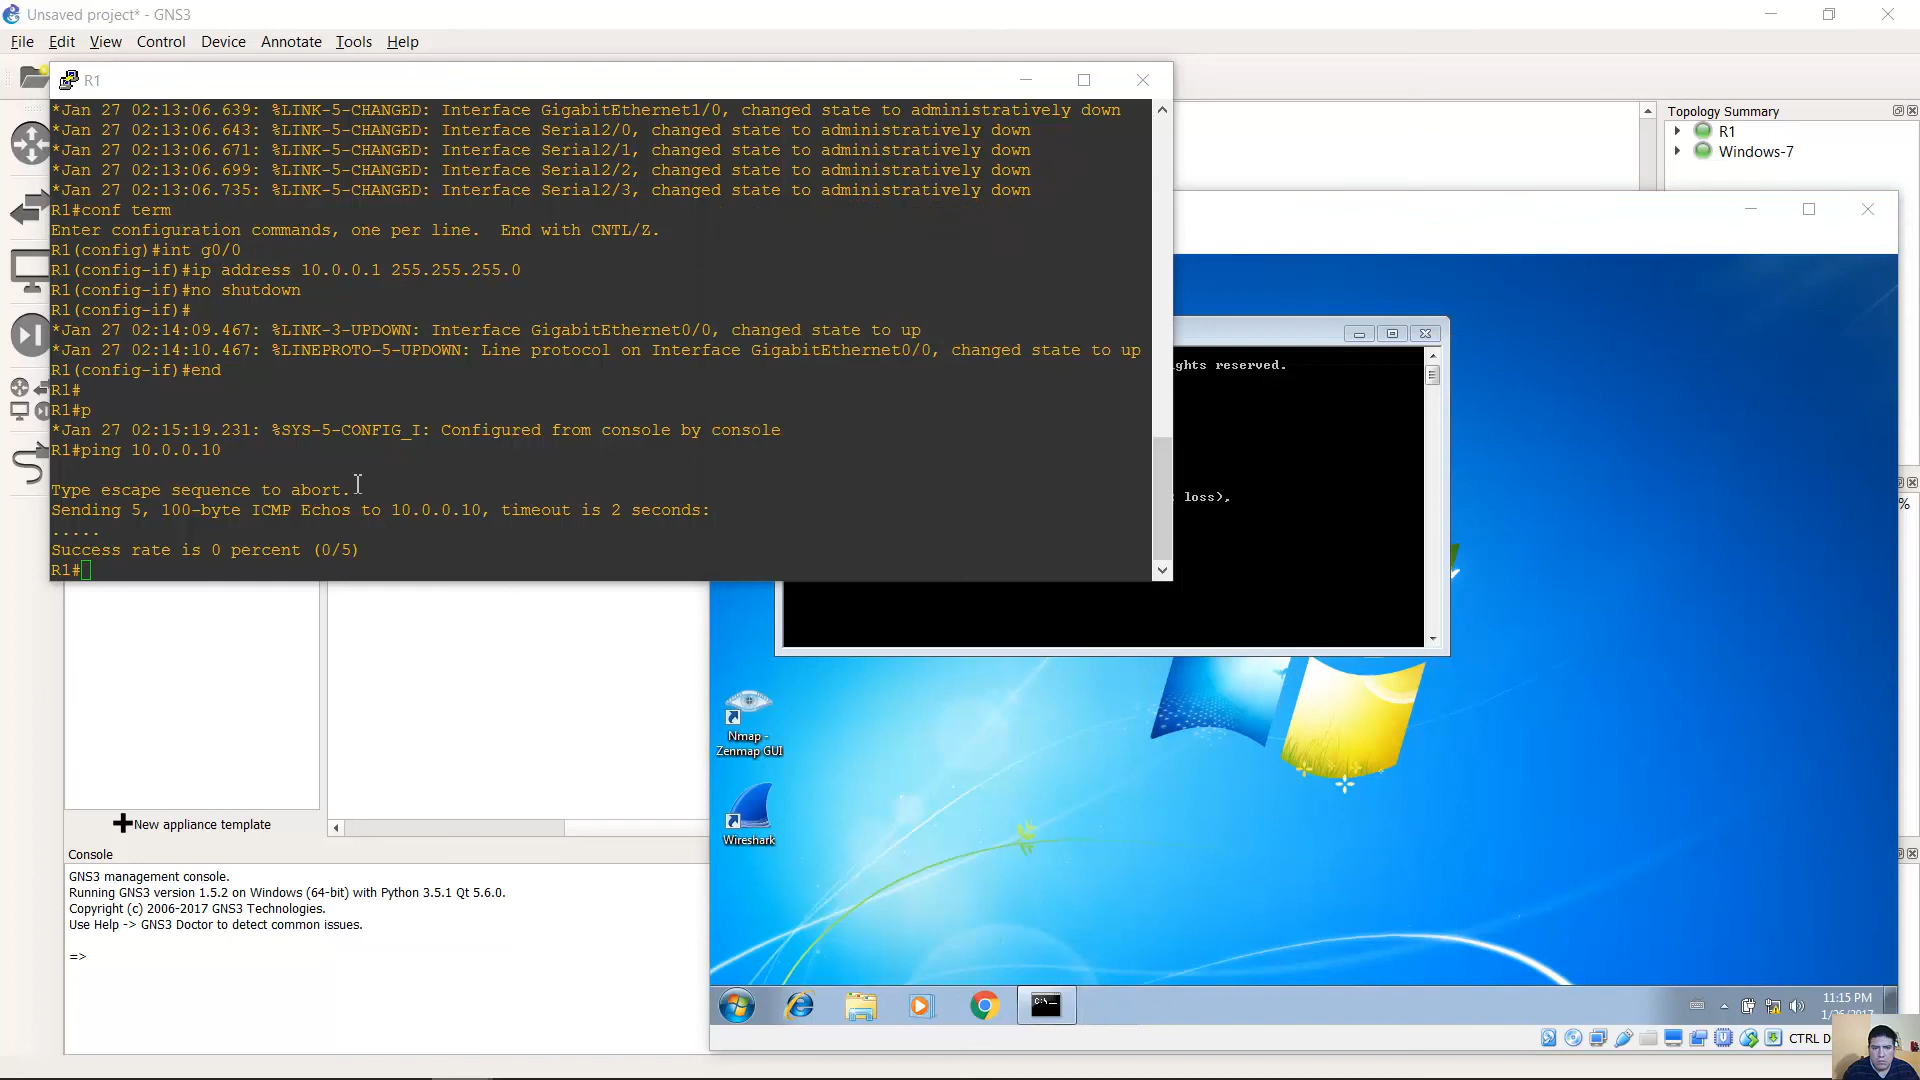 Unsaved project* - GNS3
File Edit View Control Device Annotate Tools Help
R1
*Jan 27 02:13:06.639: %LINK-5-CHANGED: Interface GigabitEthernet1/0, changed state to administratively down
*Jan 27 02:13:06.643: %LINK-5-CHANGED: Interface Serial2/0, changed state to administratively down
*Jan 27 02:13:06.671: %LINK-5-CHANGED: Interface Serial2/1, changed state to administratively down
*Jan 27 02:13:06.699: %LINK-5-CHANGED: Interface Serial2/2, changed state to administratively down
*Jan 27 02:13:06.735: %LINK-5-CHANGED: Interface Serial2/3, changed state to administratively down
R1#conf term
Enter configuration commands, one per line.  End with CNTL/Z.
R1(config)#int g0/0
R1(config-if)#ip address 10.0.0.1 255.255.255.0
R1(config-if)#no shutdown
R1(config-if)#
*Jan 27 02:14:09.467: %LINK-3-UPDOWN: Interface GigabitEthernet0/0, changed state to up
*Jan 27 02:14:10.467: %LINEPROTO-5-UPDOWN: Line protocol on Interface GigabitEthernet0/0, changed state to up
R1(config-if)#end
R1#
R1#p
*Jan 27 02:15:19.231: %SYS-5-CONFIG_I: Configured from console by console
R1#ping 10.0.0.10
Type escape sequence to abort.
Sending 5, 100-byte ICMP Echos to 10.0.0.10, timeout is 2 seconds:
.....
Success rate is 0 percent (0/5)
R1#
Topology Summary
R1
Windows-7
%
ghts reserved.
loss),
Nmap -
Zenmap GUI
Wireshark
New appliance template
Console
GNS3 management console.
Running GNS3 version 1.5.2 on Windows (64-bit) with Python 3.5.1 Qt 5.6.0.
Copyright (c) 2006-2017 GNS3 Technologies.
Use Help -> GNS3 Doctor to detect common issues.
=>
C:\
11:15 PM
CTRL D